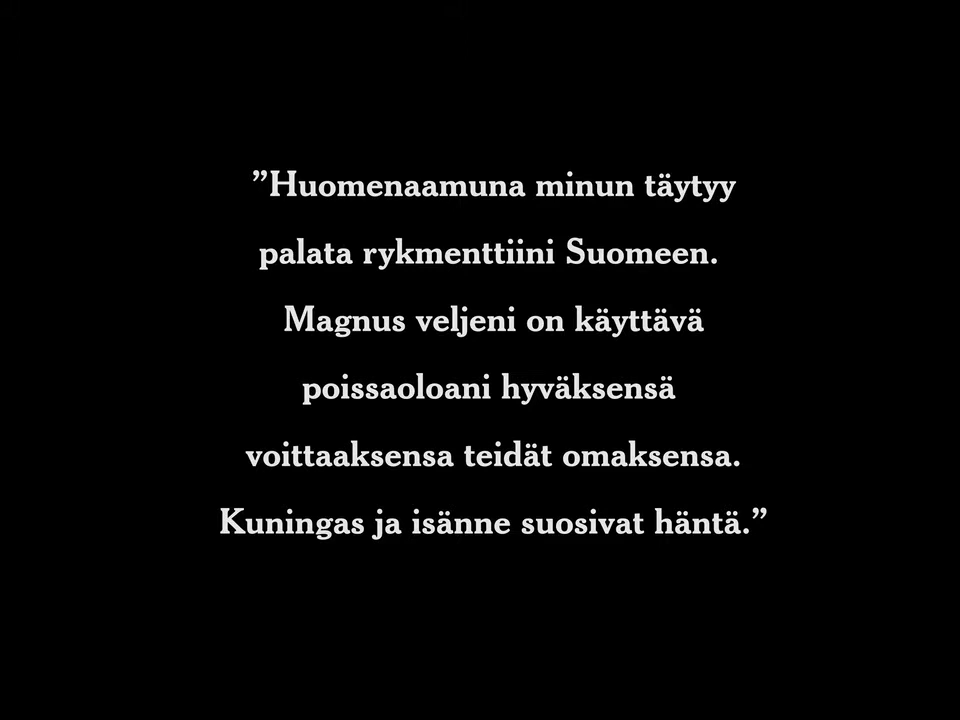 ”Huomenaamuna minun täytyy
palata rykmenttiini Suomeen.
Magnus veljeni on käyttävä
poissaoloani hyväksensä
voittaaksensa teidät omaksensa.
Kuningas ja isänne suosivat häntä.”